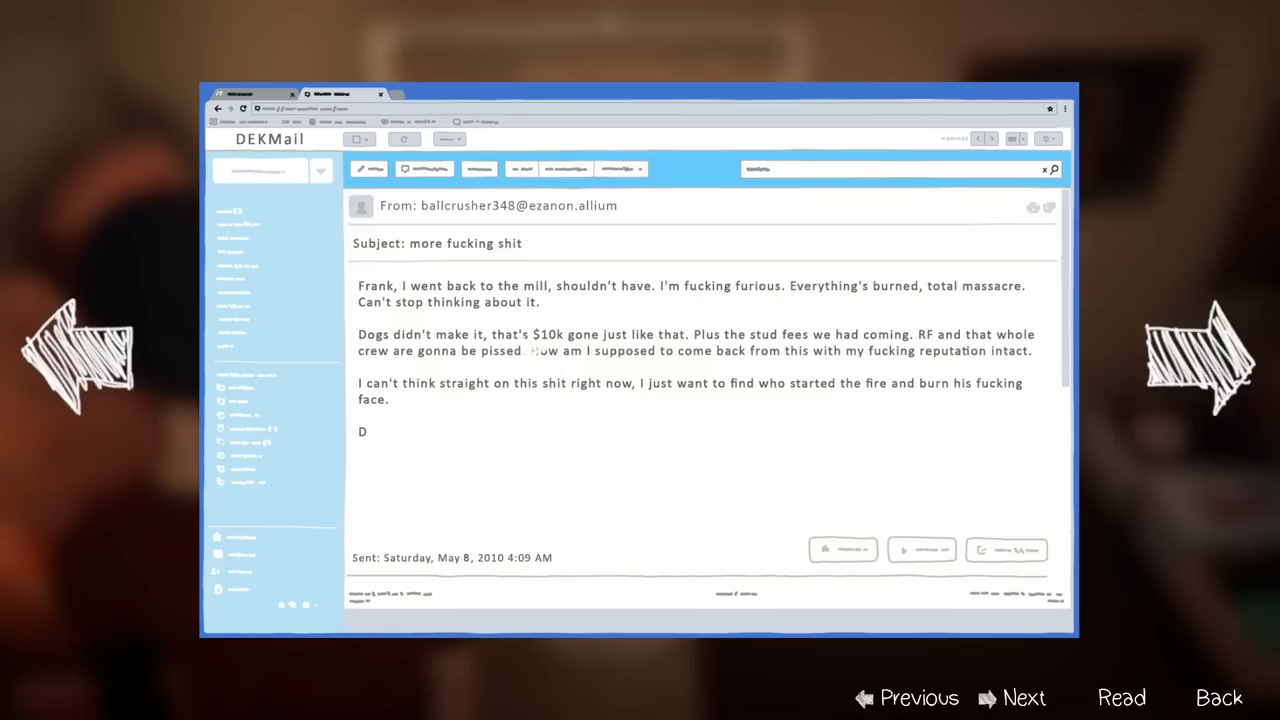 DEKMail
From: ballcrusher348@ezanon.allium
Subject: more fucking shit
Frank, I went back to the mill, shouldn't have. I'm fucking furious. Everything's burned, total massacre.
Can't stop thinking about it.
Dogs didn't make it, that's $10k gone just like that. Plus the stud fees we had coming. RF and that whole
crew are gonna be pissed. How am I supposed to come back from this with my fucking reputation intact.
I can't think straight on this shit right now, I just want to find who started the fire and burn his fucking
face.
D
Sent: Saturday, May 8, 2010 4:09 AM
Previous Next Read Back